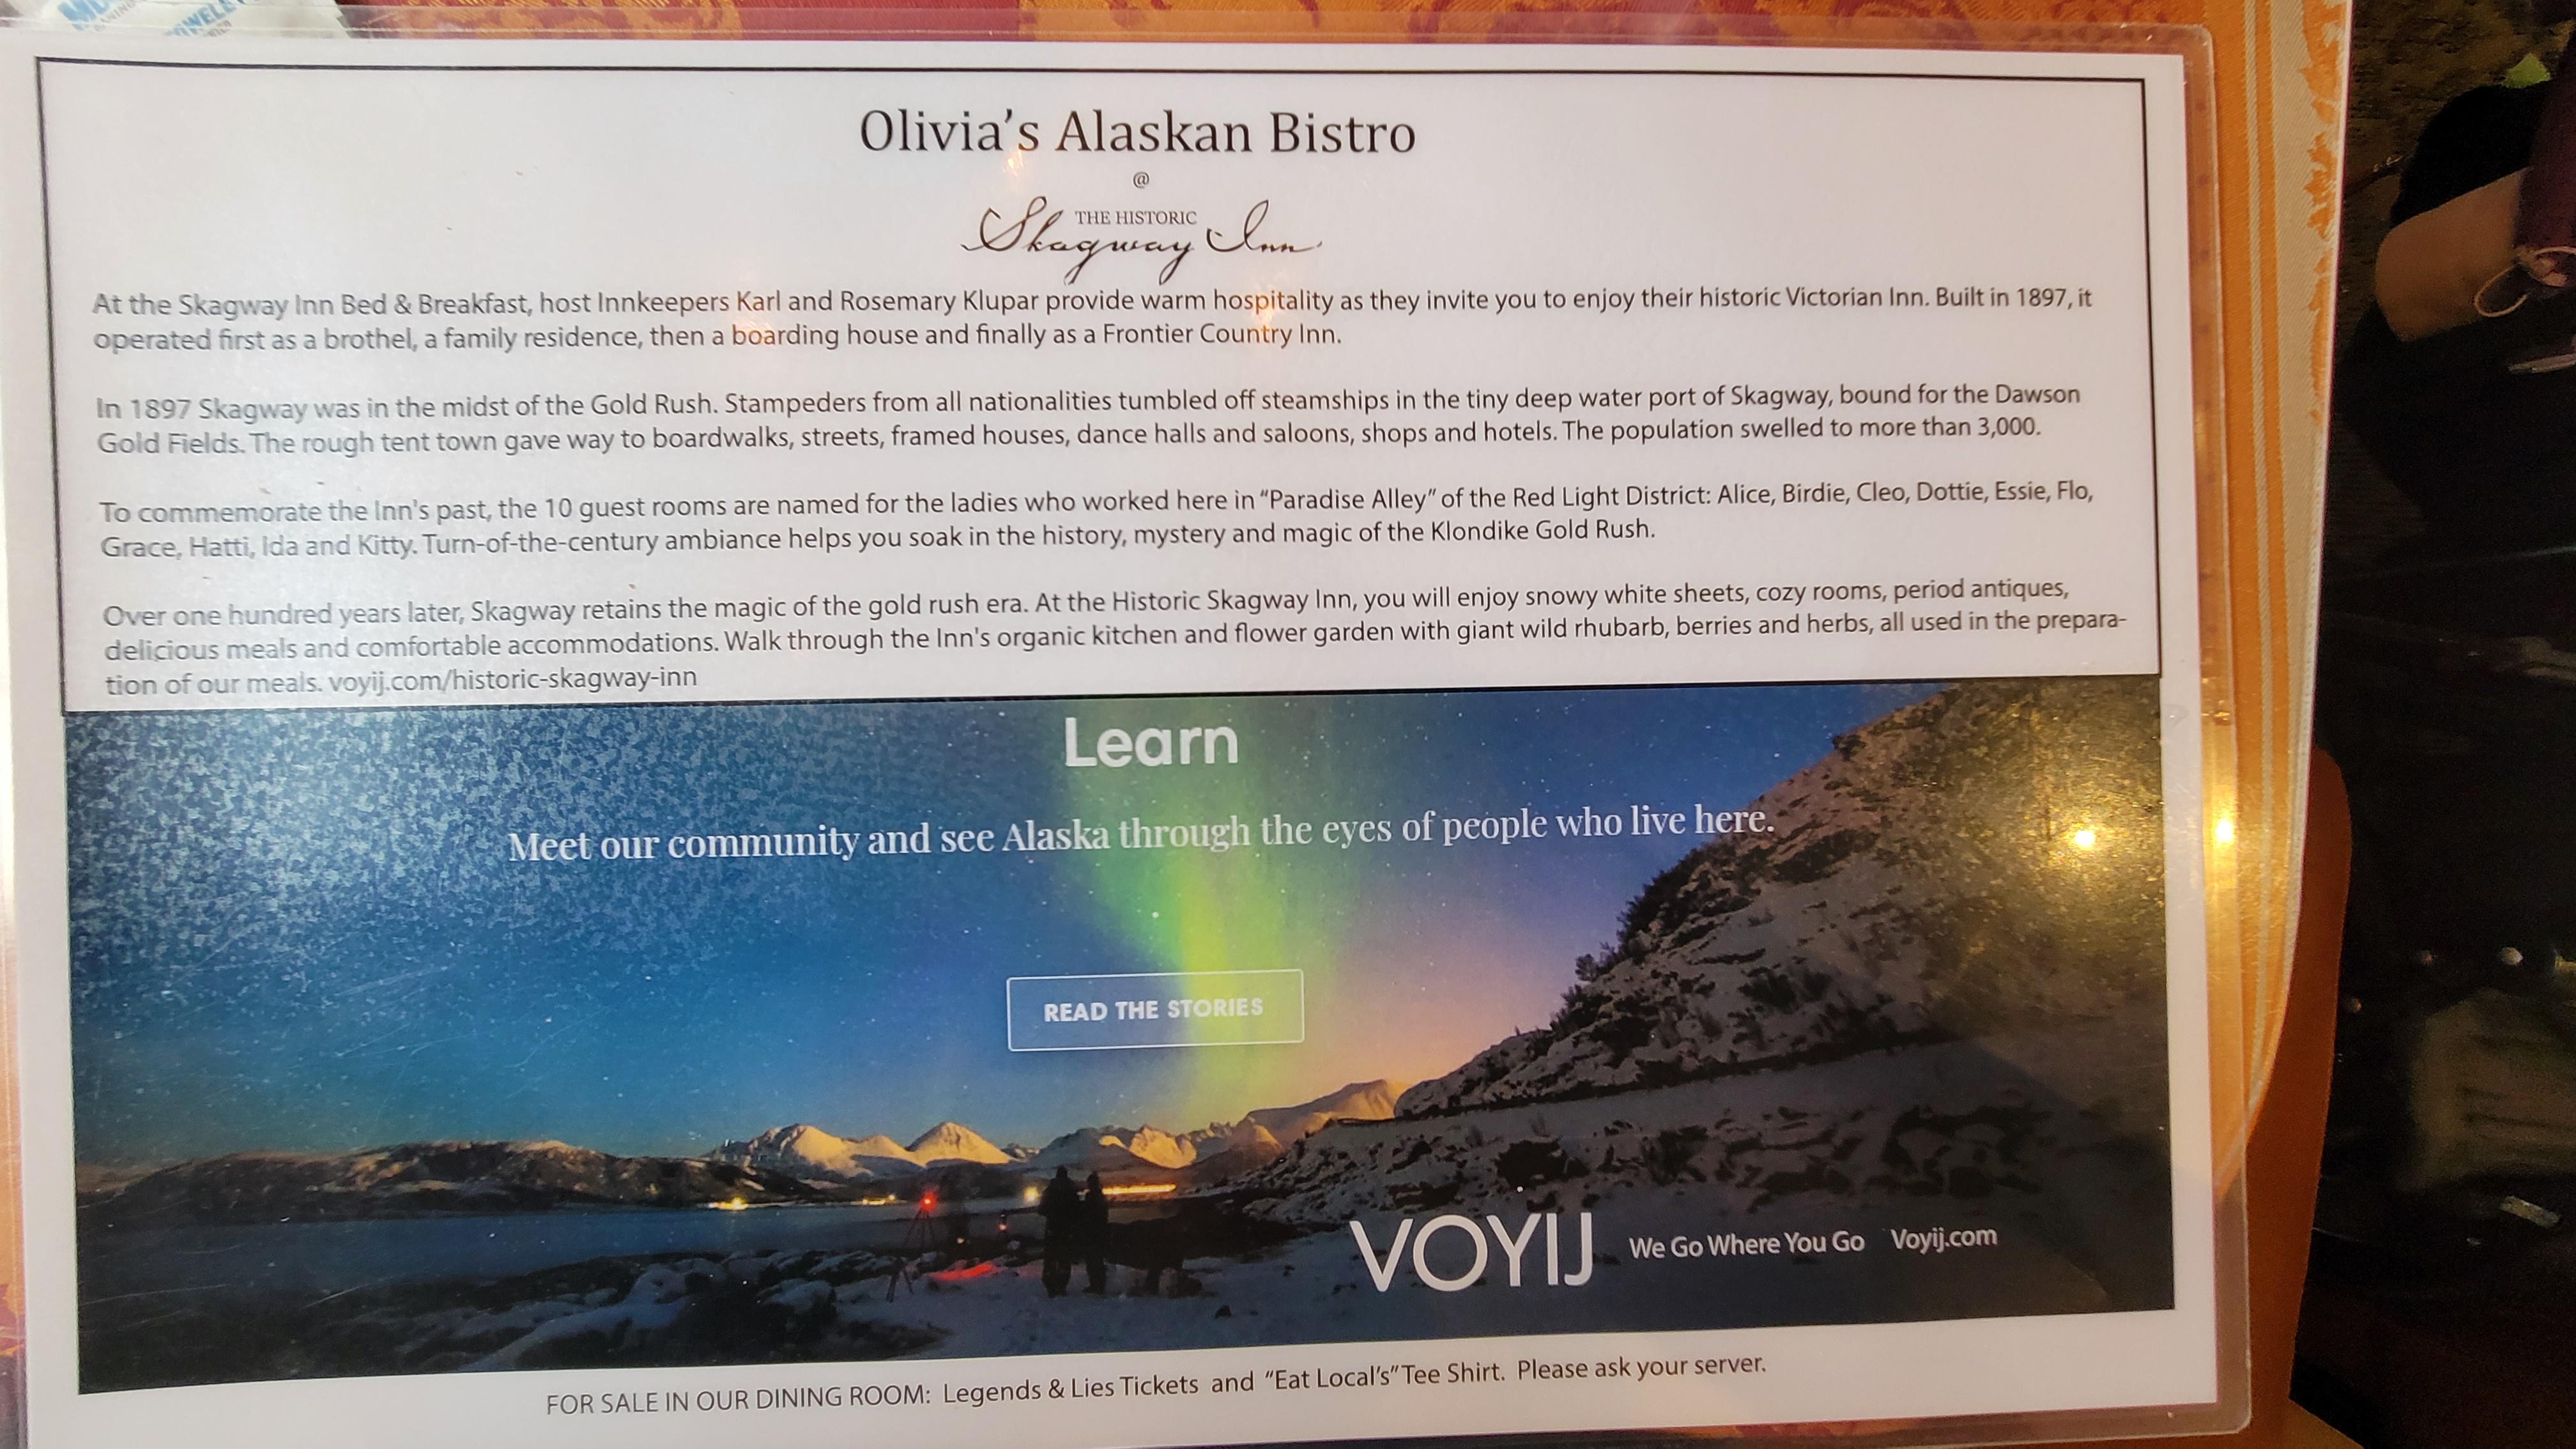 Olivia's Alaskan Bistro
@
THE HISTORIC
Skagway Inn
At the Skagway Inn Bed & Breakfast, host Innkeepers Karl and Rosemary Klupar provide warm hospitality as they invite you to enjoy their historic Victorian Inn. Built in 1897, it
operated first as a brothel, a family residence, then a boarding house and finally as a Frontier Country Inn.
In 1897 Skagway was in the midst of the Gold Rush. Stampeders from all nationalities tumbled off steamships in the tiny deep water port of Skagway, bound for the Dawson
Gold Fields. The rough tent town gave way to boardwalks, streets, framed houses, dance halls and saloons, shops and hotels. The population swelled to more than 3,000.
To commemorate the Inn's past, the 10 guest rooms are named for the ladies who worked here in “Paradise Alley” of the Red Light District: Alice, Birdie, Cleo, Dottie, Essie, Flo,
Grace, Hatti, Ida and Kitty. Turn-of-the-century ambiance helps you soak in the history, mystery and magic of the Klondike Gold Rush.
Over one hundred years later, Skagway retains the magic of the gold rush era. At the Historic Skagway Inn, you will enjoy snowy white sheets, cozy rooms, period antiques,
delicious meals and comfortable accommodations. Walk through the Inn's organic kitchen and flower garden with giant wild rhubarb, berries and herbs, all used in the prepara-
tion of our meals. voyij.com/historic-skagway-inn
Learn
Meet our community and see Alaska through the eyes of people who live here.
READ THE STORIES
VOYIJ We Go Where You Go Voyij.com
FOR SALE IN OUR DINING ROOM: Legends & Lies Tickets and “Eat Local's” Tee Shirt. Please ask your server.